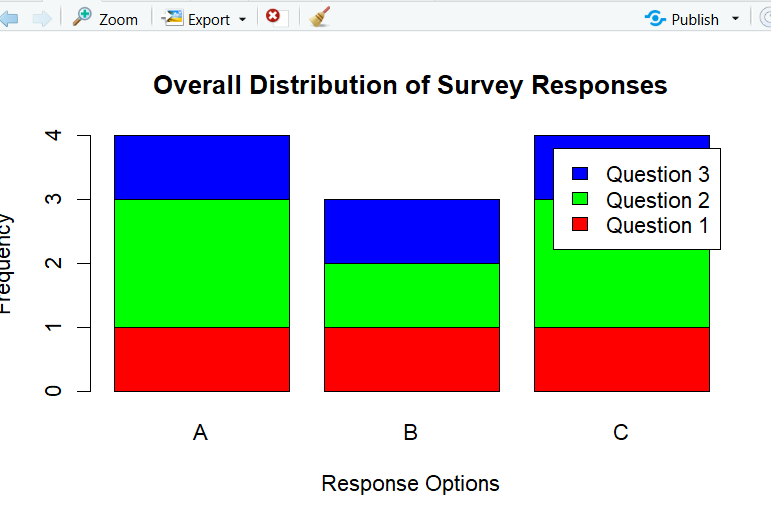 Zoom Export Publish
Overall Distribution of Survey Responses
Frequency
4
3
2
1
0
Question 3
Question 2
Question 1
A B C
Response Options